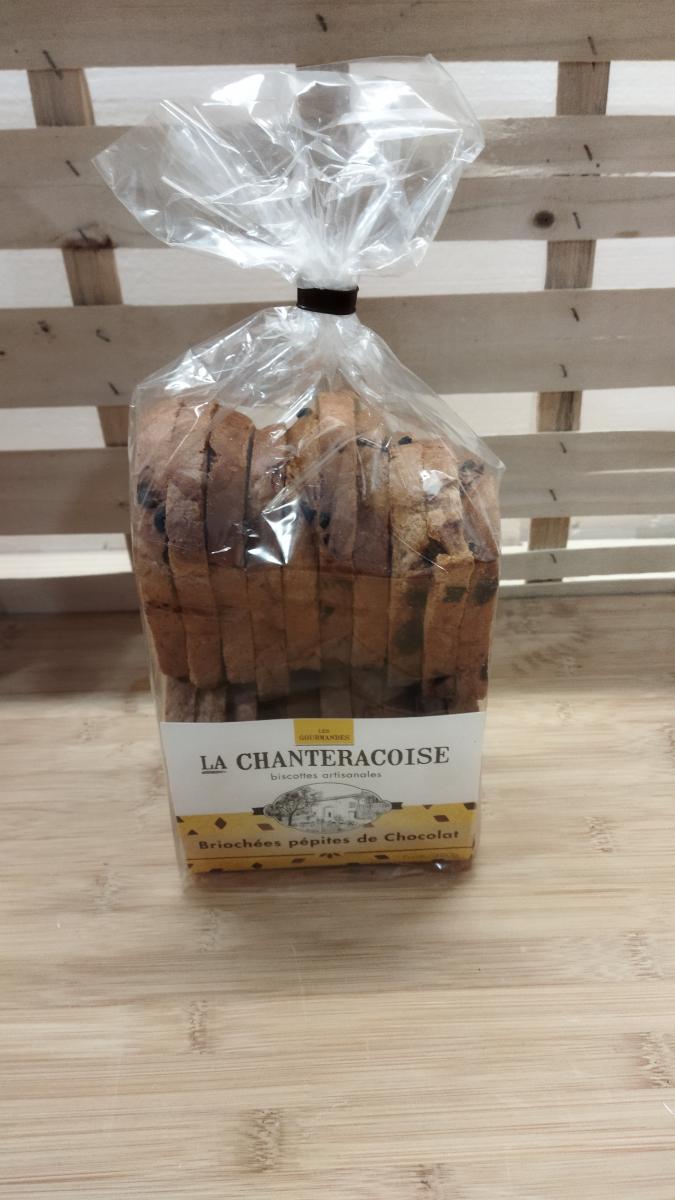 LES
GOURMANDES
LA CHANTERACOISE
biscottes artisanales
Briochées pépites de Chocolat